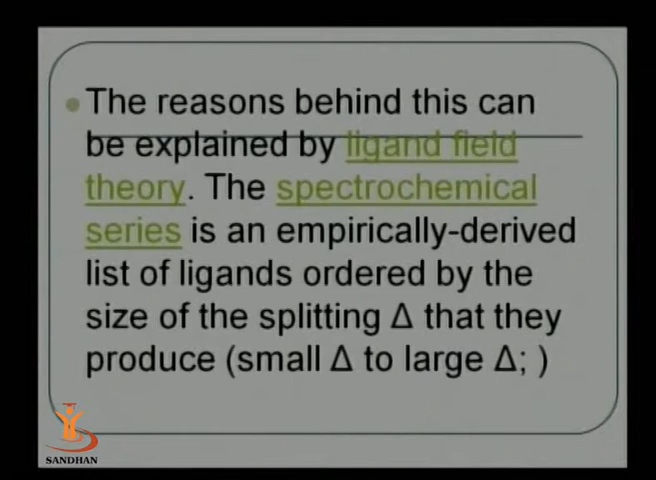 The reasons behind this can
be explained by ligand field
theory. The spectrochemical
series is an empirically-derived
list of ligands ordered by the
size of the splitting Δ that they
produce (small Δ to large Δ; )
SANDHAN